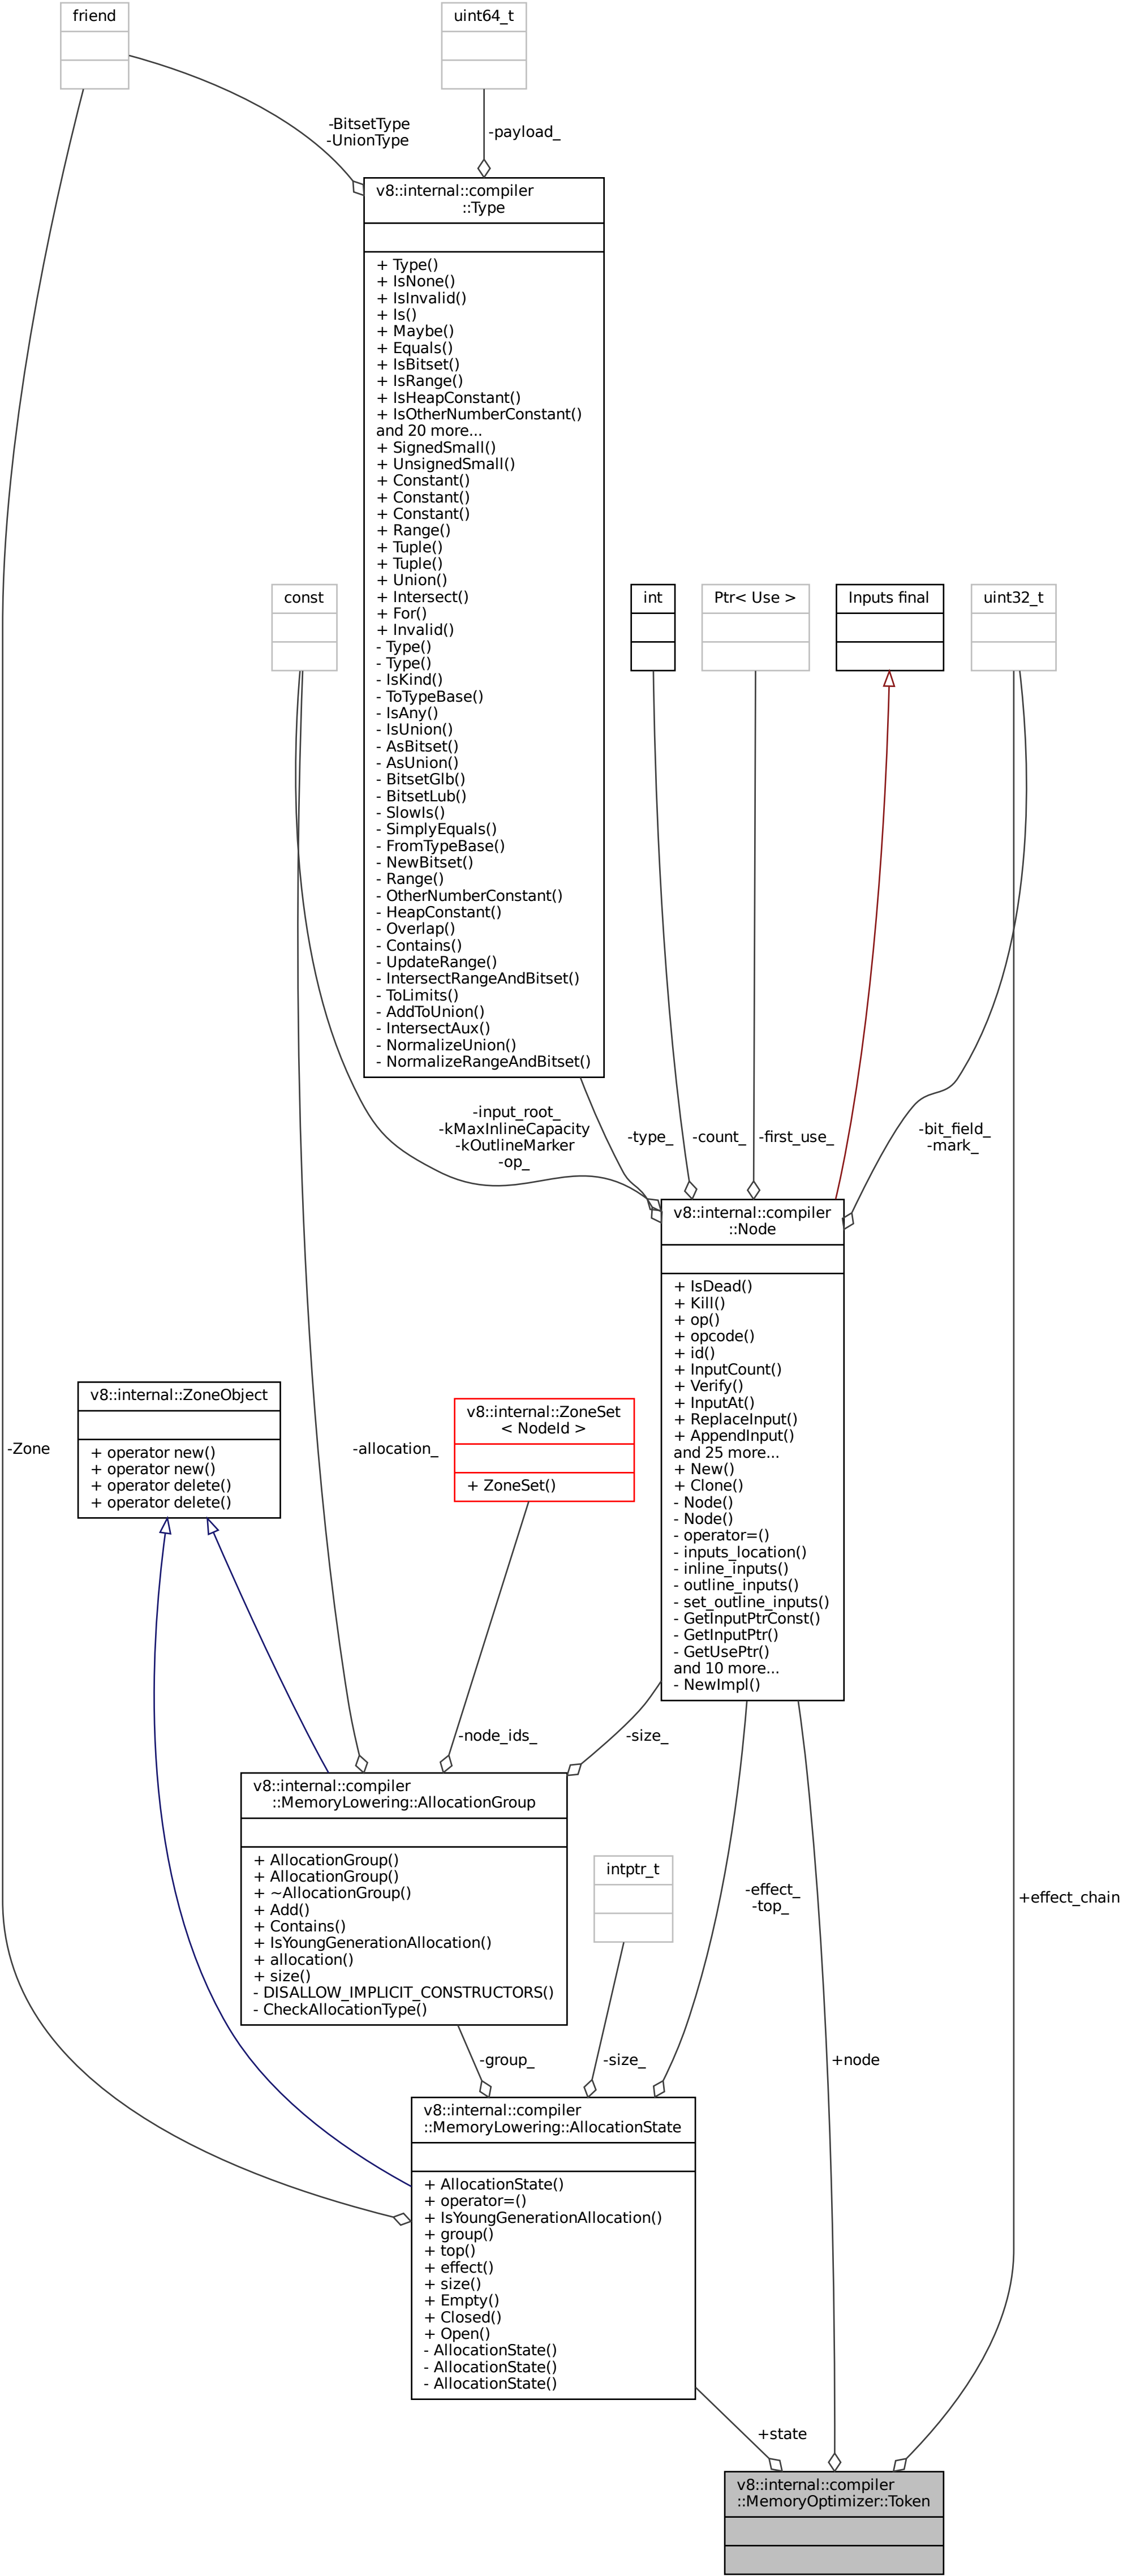 friend
uint64_t
-BitsetType
-UnionType
-payload_
v8::internal::compiler
::Type
+ Type()
+ IsNone()
+ IsInvalid()
+ Is()
+ Maybe()
+ Equals()
+ IsBitset()
+ IsRange()
+ IsHeapConstant()
+ IsOtherNumberConstant()
and 20 more...
+ SignedSmall()
+ UnsignedSmall()
+ Constant()
+ Constant()
+ Constant()
+ Range()
+ Tuple()
+ Tuple()
+ Union()
+ Intersect()
+ For()
+ Invalid()
- Type()
- Type()
- IsKind()
- ToTypeBase()
- IsAny()
- IsUnion()
- AsBitset()
- AsUnion()
- BitsetGlb()
- BitsetLub()
- SlowIs()
- SimplyEquals()
- FromTypeBase()
- NewBitset()
- Range()
- OtherNumberConstant()
- HeapConstant()
- Overlap()
- Contains()
- UpdateRange()
- IntersectRangeAndBitset()
- ToLimits()
- AddToUnion()
- IntersectAux()
- NormalizeUnion()
- NormalizeRangeAndBitset()
const
int
Ptr< Use >
Inputs final
uint32_t
-input_root_
-kMaxInlineCapacity
-kOutlineMarker
-op_
-type_
-count_
-first_use_
-bit_field_
-mark_
v8::internal::compiler
::Node
+ IsDead()
+ Kill()
+ op()
+ opcode()
+ id()
+ InputCount()
+ Verify()
+ InputAt()
+ ReplaceInput()
+ AppendInput()
and 25 more...
+ New()
+ Clone()
- Node()
- Node()
- operator=()
- inputs_location()
- inline_inputs()
- outline_inputs()
- set_outline_inputs()
- GetInputPtrConst()
- GetInputPtr()
- GetUsePtr()
and 10 more...
- NewImpl()
-Zone
v8::internal::ZoneObject
+ operator new()
+ operator new()
+ operator delete()
+ operator delete()
-allocation_
v8::internal::ZoneSet
< NodeId >
+ ZoneSet()
-node_ids_
-size_
v8::internal::compiler
::MemoryLowering::AllocationGroup
+ AllocationGroup()
+ AllocationGroup()
+ ~AllocationGroup()
+ Add()
+ Contains()
+ IsYoungGenerationAllocation()
+ allocation()
+ size()
- DISALLOW_IMPLICIT_CONSTRUCTORS()
- CheckAllocationType()
intptr_t
-effect_
-top_
+effect_chain
-group_
-size_
+node
v8::internal::compiler
::MemoryLowering::AllocationState
+ AllocationState()
+ operator=()
+ IsYoungGenerationAllocation()
+ group()
+ top()
+ effect()
+ size()
+ Empty()
+ Closed()
+ Open()
- AllocationState()
- AllocationState()
- AllocationState()
+state
v8::internal::compiler
::MemoryOptimizer::Token